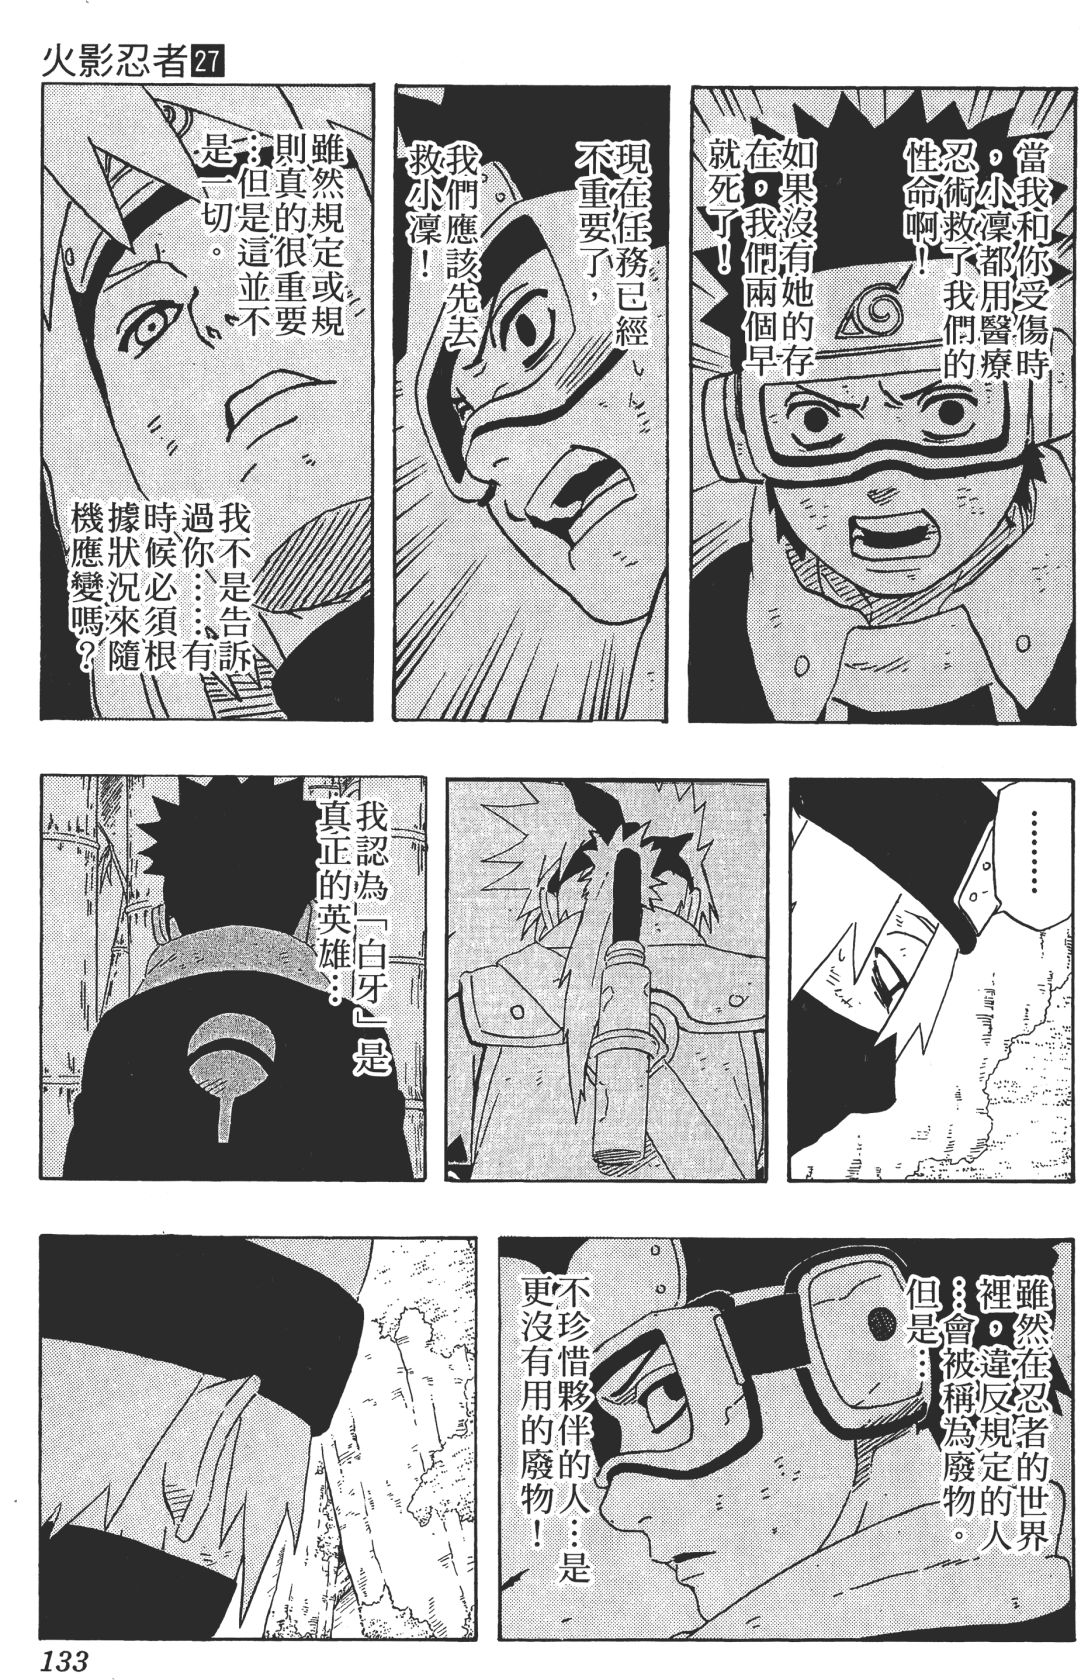 火影忍者27
當我和你受傷時
，小凜都用醫療
忍術救了我們的
性命啊！
如果沒有她的存
在，我們兩個早
就死了！
現在任務已經
不重要了，
我們應該先去
救小凜！
雖然規定或規
則真的很重要
…但是這並不
是一切。
我不是告訴
過你……有
時候必須根
據狀況來隨
機應變嗎？
………
我認為「白牙」是
真正的英雄…
雖然在忍者的世界
裡，違反規定的人
…會被稱為廢物。
但是…
不珍惜夥伴的人…是
更沒有用的廢物！
133